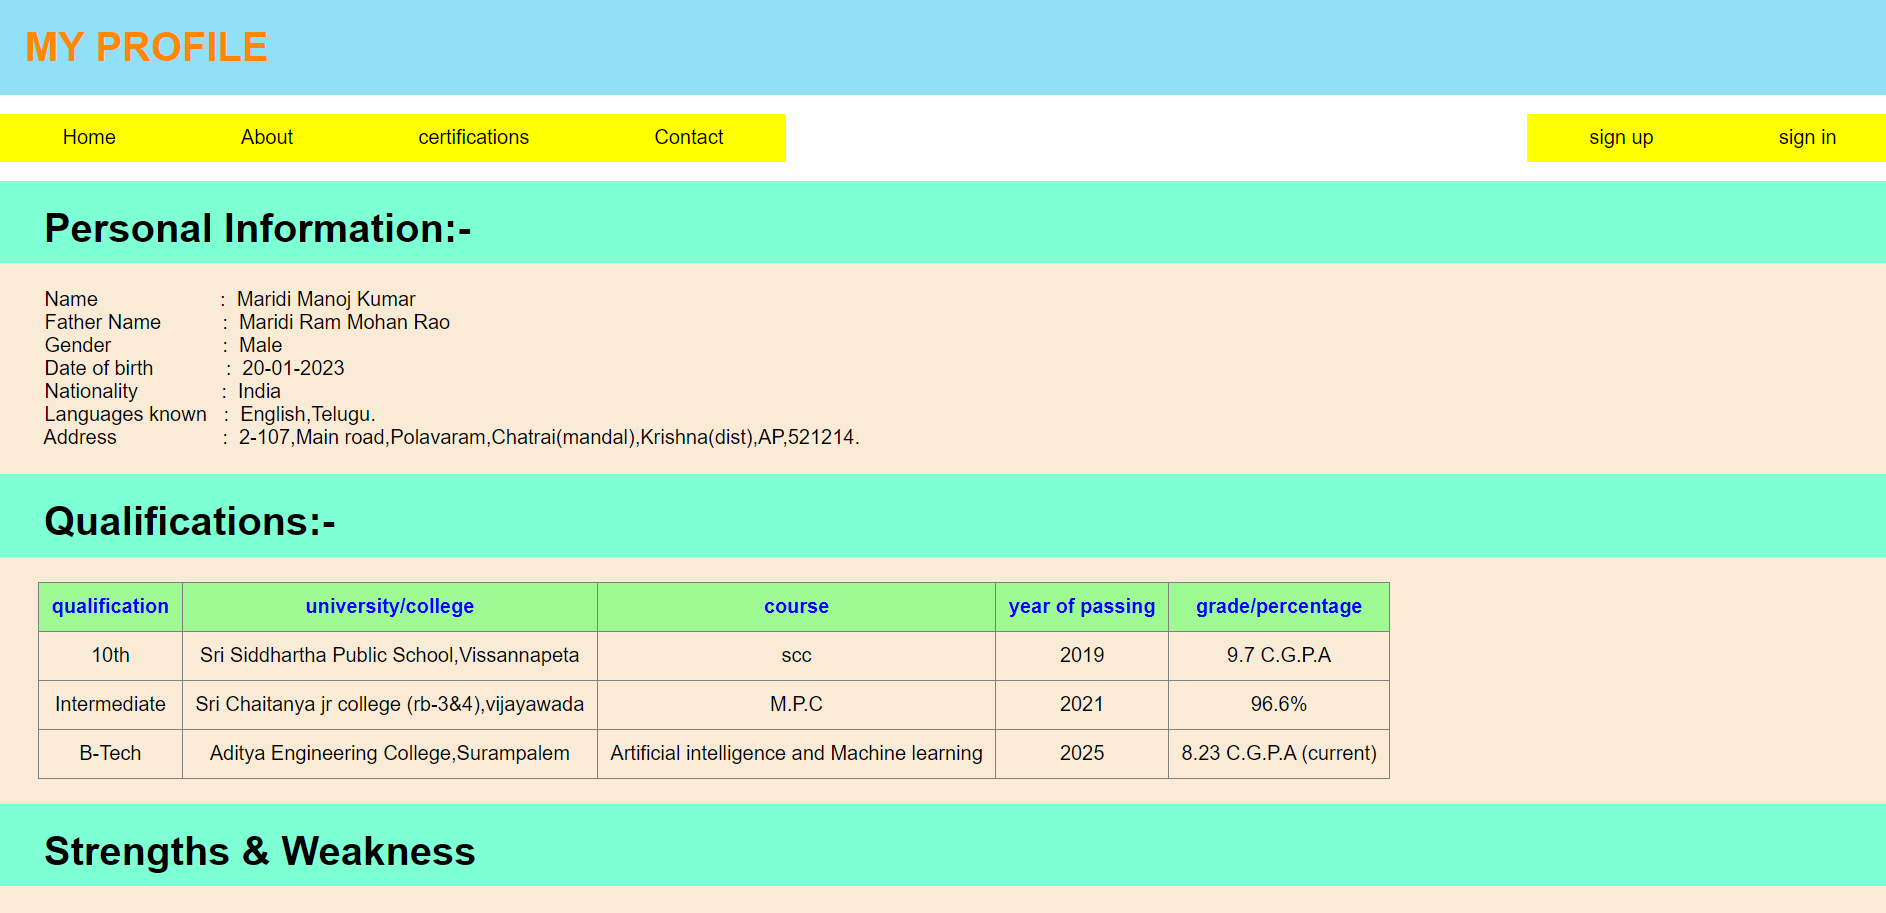 MY PROFILE
Home About certifications Contact sign up sign in
Personal Information:-
Name : Maridi Manoj Kumar
Father Name : Maridi Ram Mohan Rao
Gender : Male
Date of birth : 20-01-2023
Nationality : India
Languages known : English,Telugu.
Address : 2-107,Main road,Polavaram,Chatrai(mandal),Krishna(dist),AP,521214.
Qualifications:-
qualification university/college course year of passing grade/percentage
10th Sri Siddhartha Public School,Vissannapeta scc 2019 9.7 C.G.P.A
Intermediate Sri Chaitanya jr college (rb-3&4),vijayawada M.P.C 2021 96.6%
B-Tech Aditya Engineering College,Surampalem Artificial intelligence and Machine learning 2025 8.23 C.G.P.A (current)
Strengths & Weakness